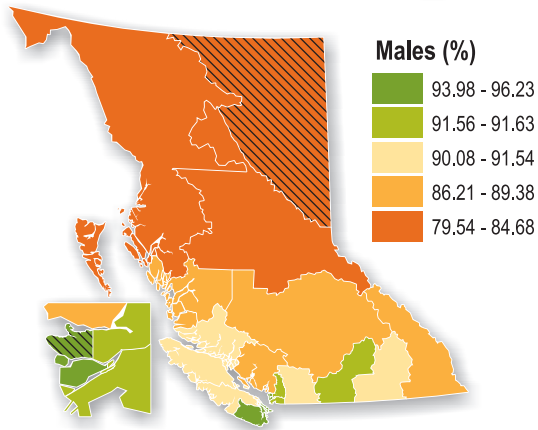 Males (%)
93.98 - 96.23
91.56 - 91.63
90.08 - 91.54
86.21 - 89.38
79.54 - 84.68